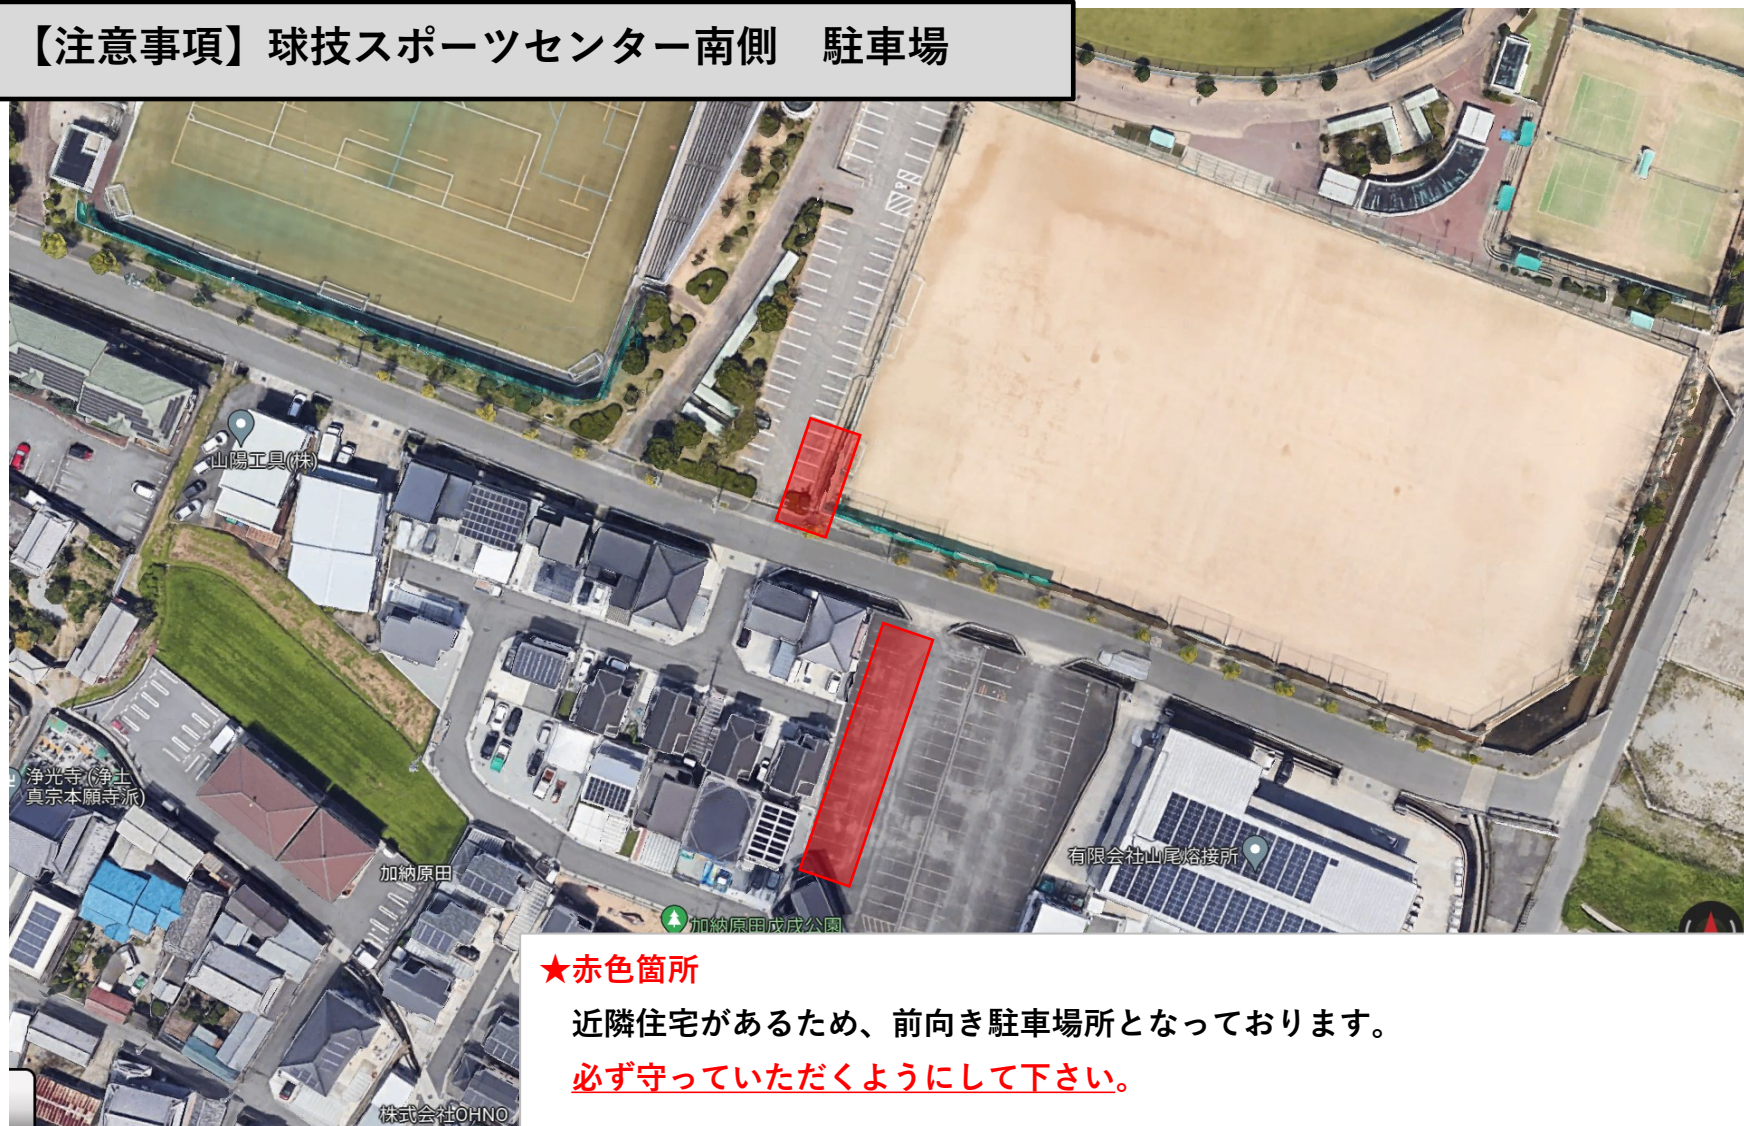 【注意事項】球技スポーツセンター南側　駐車場
山陽工具(株)
浄光寺 (浄土
真宗本願寺派)
加納原田
有限会社山尾熔接所
加納原田戊戌公園
株式会社OHNO
★赤色箇所
近隣住宅があるため、前向き駐車場所となっております。
必ず守っていただくようにして下さい。